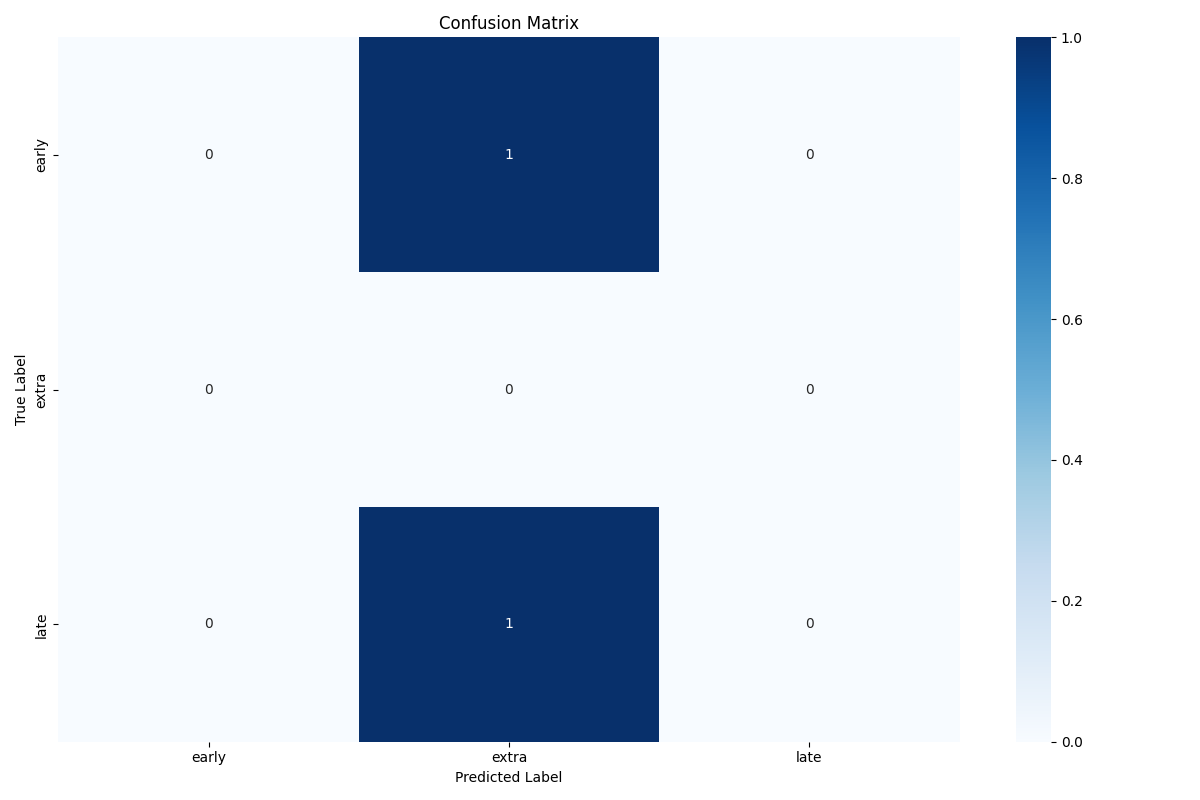 Confusion Matrix
early
0 1 0
extra
0 0 0
late
0 1 0
True Label
early extra late
Predicted Label
1.0
0.8
0.6
0.4
0.2
0.0